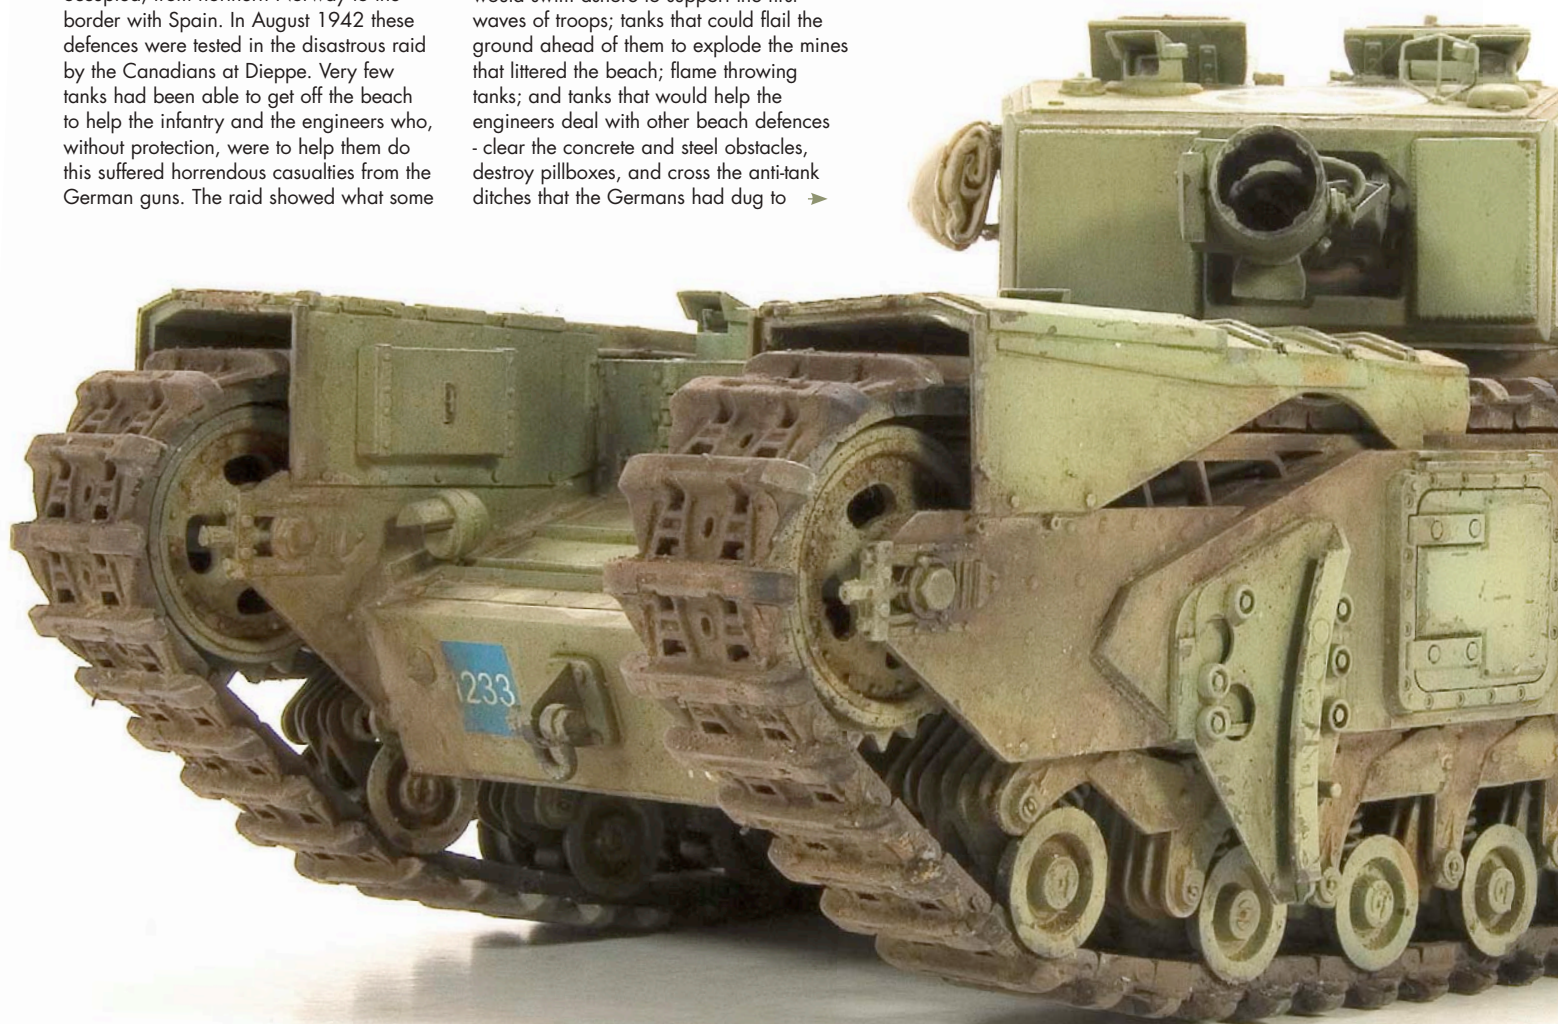 border with Spain. In August 1942 these
defences were tested in the disastrous raid
by the Canadians at Dieppe. Very few
tanks had been able to get off the beach
to help the infantry and the engineers who,
without protection, were to help them do
this suffered horrendous casualties from the
German guns. The raid showed what some
waves of troops; tanks that could flail the
ground ahead of them to explode the mines
that littered the beach; flame throwing
tanks; and tanks that would help the
engineers deal with other beach defences
- clear the concrete and steel obstacles,
destroy pillboxes, and cross the anti-tank
ditches that the Germans had dug to
1233